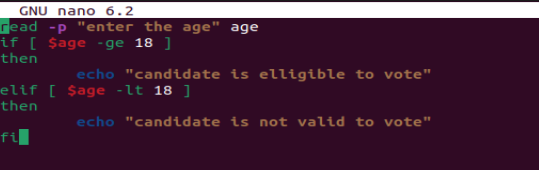 GNU nano 6.2
read -p "enter the age" age
if [ $age -ge 18 ]
then
        echo "candidate is elligible to vote"
elif [ $age -lt 18 ]
then
        echo "candidate is not valid to vote"
fi